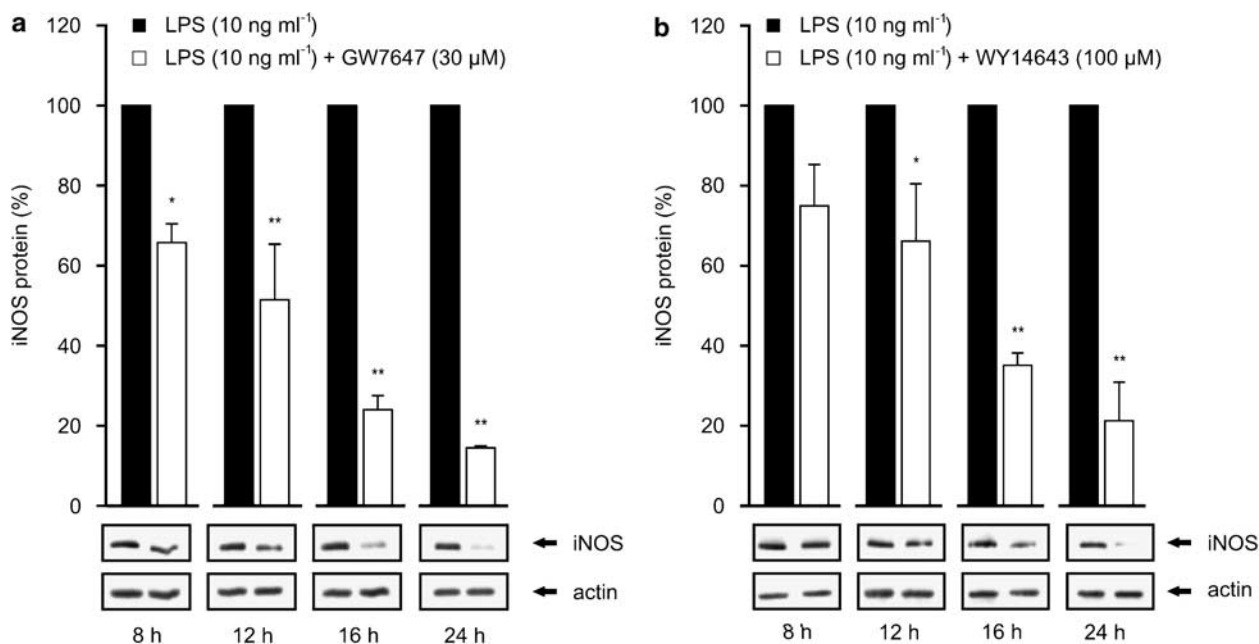 a
LPS (10 ng ml⁻¹)
LPS (10 ng ml⁻¹) + GW7647 (30 µM)
iNOS protein (%)
120
100
80
60
40
20
0
*
**
**
**
iNOS
actin
8 h 12 h 16 h 24 h
b
LPS (10 ng ml⁻¹)
LPS (10 ng ml⁻¹) + WY14643 (100 µM)
iNOS protein (%)
120
100
80
60
40
20
0
*
**
**
iNOS
actin
8 h 12 h 16 h 24 h